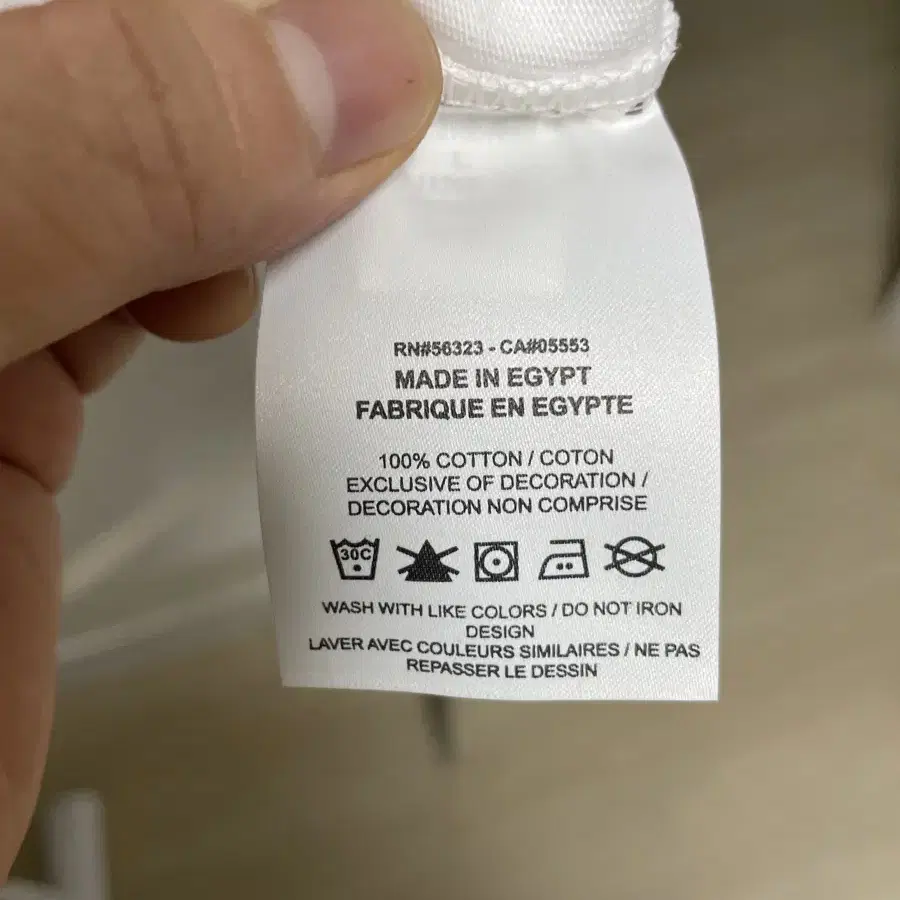 RN#56323 - CA#05553
MADE IN EGYPT
FABRIQUE EN EGYPTE
100% COTTON / COTON
EXCLUSIVE OF DECORATION /
DECORATION NON COMPRISE
30C
WASH WITH LIKE COLORS / DO NOT IRON
DESIGN
LAVER AVEC COULEURS SIMILAIRES / NE PAS
REPASSER LE DESSIN